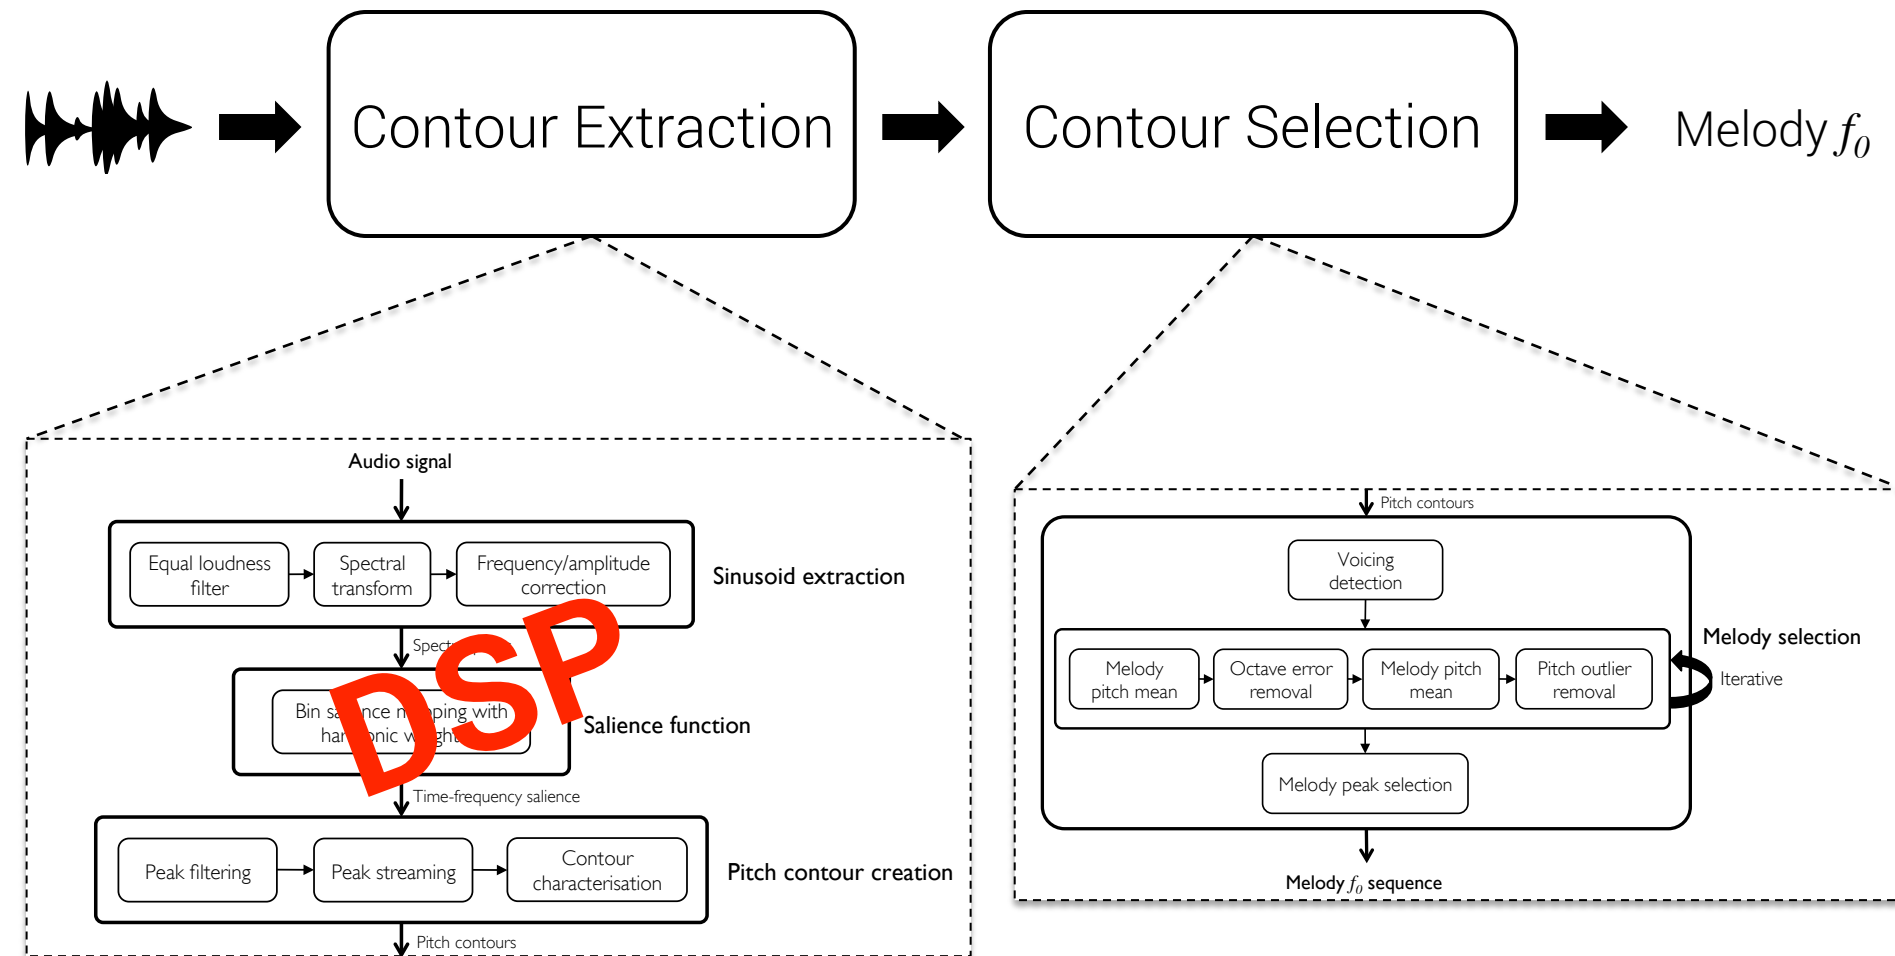 Contour Extraction
Contour Selection
Melody f0
Audio signal
Equal loudness
filter
Spectral
transform
Frequency/amplitude
correction
Sinusoid extraction
DSP
with
Salience function
Time-frequency salience
Peak filtering
Peak streaming
Contour
characterisation
Pitch contour creation
Pitch contours
Pitch contours
Voicing
detection
Melody selection
Melody
pitch mean
Octave error
removal
Melody pitch
mean
Pitch outlier
removal
Iterative
Melody peak selection
Melody f0 sequence